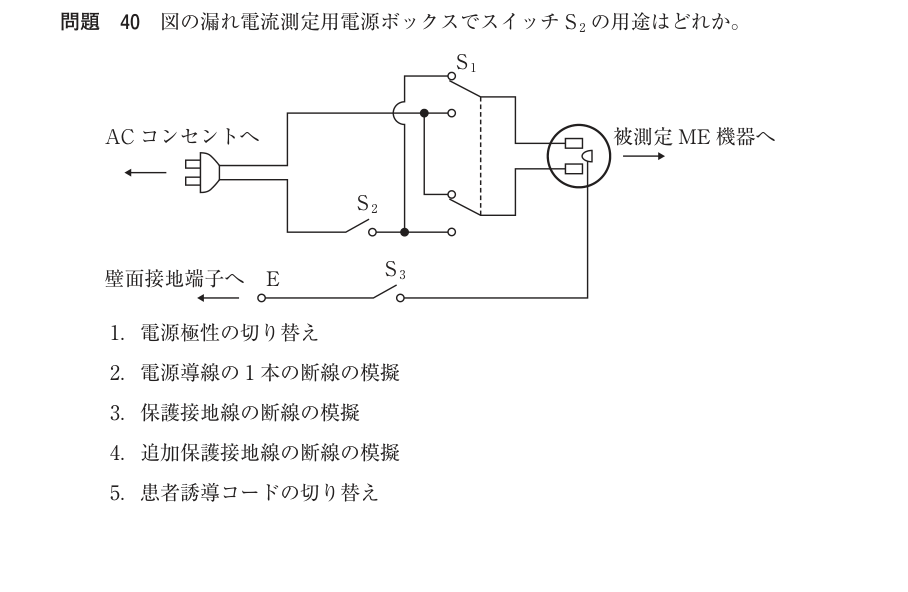 問題 40 図の漏れ電流測定用電源ボックスでスイッチ S₂ の用途はどれか。
S₁
AC コンセントへ
被測定 ME 機器へ
S₂
壁面接地端子へ E
S₃
1. 電源極性の切り替え
2. 電源導線の 1 本の断線の模擬
3. 保護接地線の断線の模擬
4. 追加保護接地線の断線の模擬
5. 患者誘導コードの切り替え